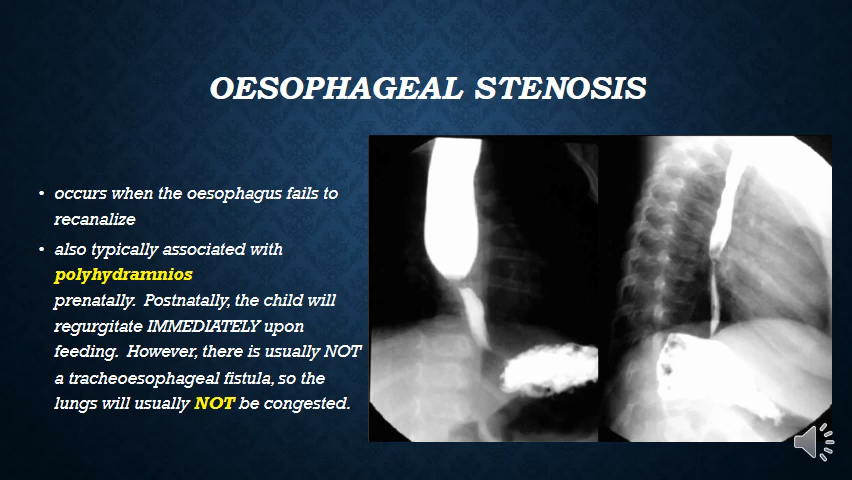 OESOPHAGEAL STENOSIS
• occurs when the oesophagus fails to
recanalize
• also typically associated with
polyhydramnios
prenatally. Postnatally, the child will
regurgitate IMMEDIATELY upon
feeding. However, there is usually NOT
a tracheoesophageal fistula, so the
lungs will usually NOT be congested.